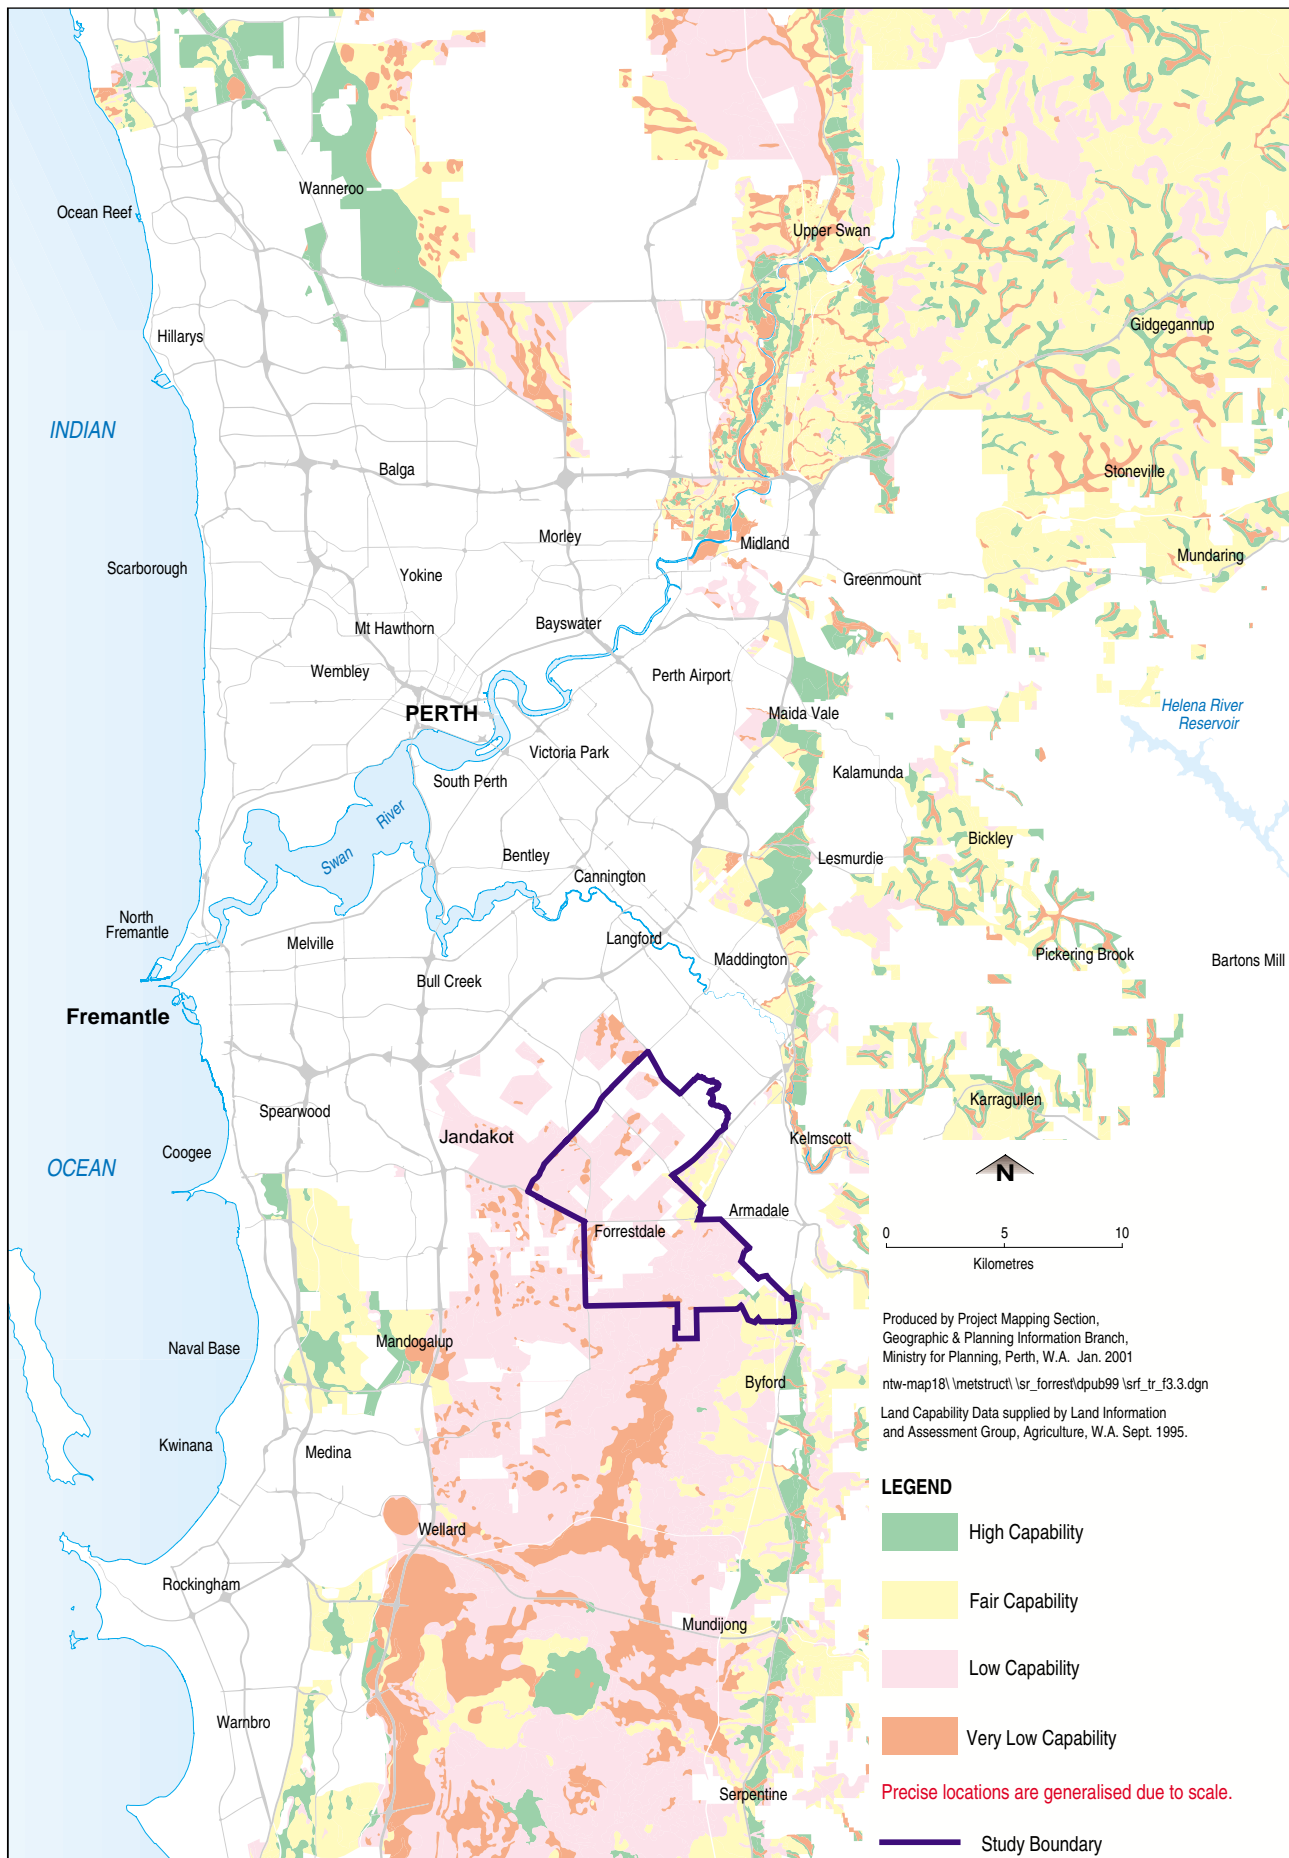 Wanneroo
Ocean Reef
Upper Swan
Hillarys
Gidgegannup
INDIAN
Balga
Stoneville
Morley
Midland
Mundaring
Scarborough
Yokine
Greenmount
Mt Hawthorn
Bayswater
Wembley
Perth Airport
PERTH
Maida Vale
Helena River
Reservoir
Victoria Park
South Perth
Kalamunda
Swan River
Bickley
Bentley
Lesmurdie
Cannington
North
Fremantle
Melville
Langford
Maddington
Pickering Brook
Bartons Mill
Bull Creek
Fremantle
Karragullen
Spearwood
Jandakot
Kelmscott
Coogee
OCEAN
N
Armadale
Forrestdale
0 5 10
Kilometres
Produced by Project Mapping Section,
Geographic & Planning Information Branch,
Ministry for Planning, Perth, W.A. Jan. 2001
ntw-map18\ \metstruct\ \sr_forrest\dpub99 \srf_tr_f3.3.dgn
Land Capability Data supplied by Land Information
and Assessment Group, Agriculture, W.A. Sept. 1995.
Naval Base
Mandogalup
Byford
Kwinana
Medina
Wellard
Rockingham
Mundijong
Warnbro
Serpentine
LEGEND
High Capability
Fair Capability
Low Capability
Very Low Capability
Precise locations are generalised due to scale.
Study Boundary